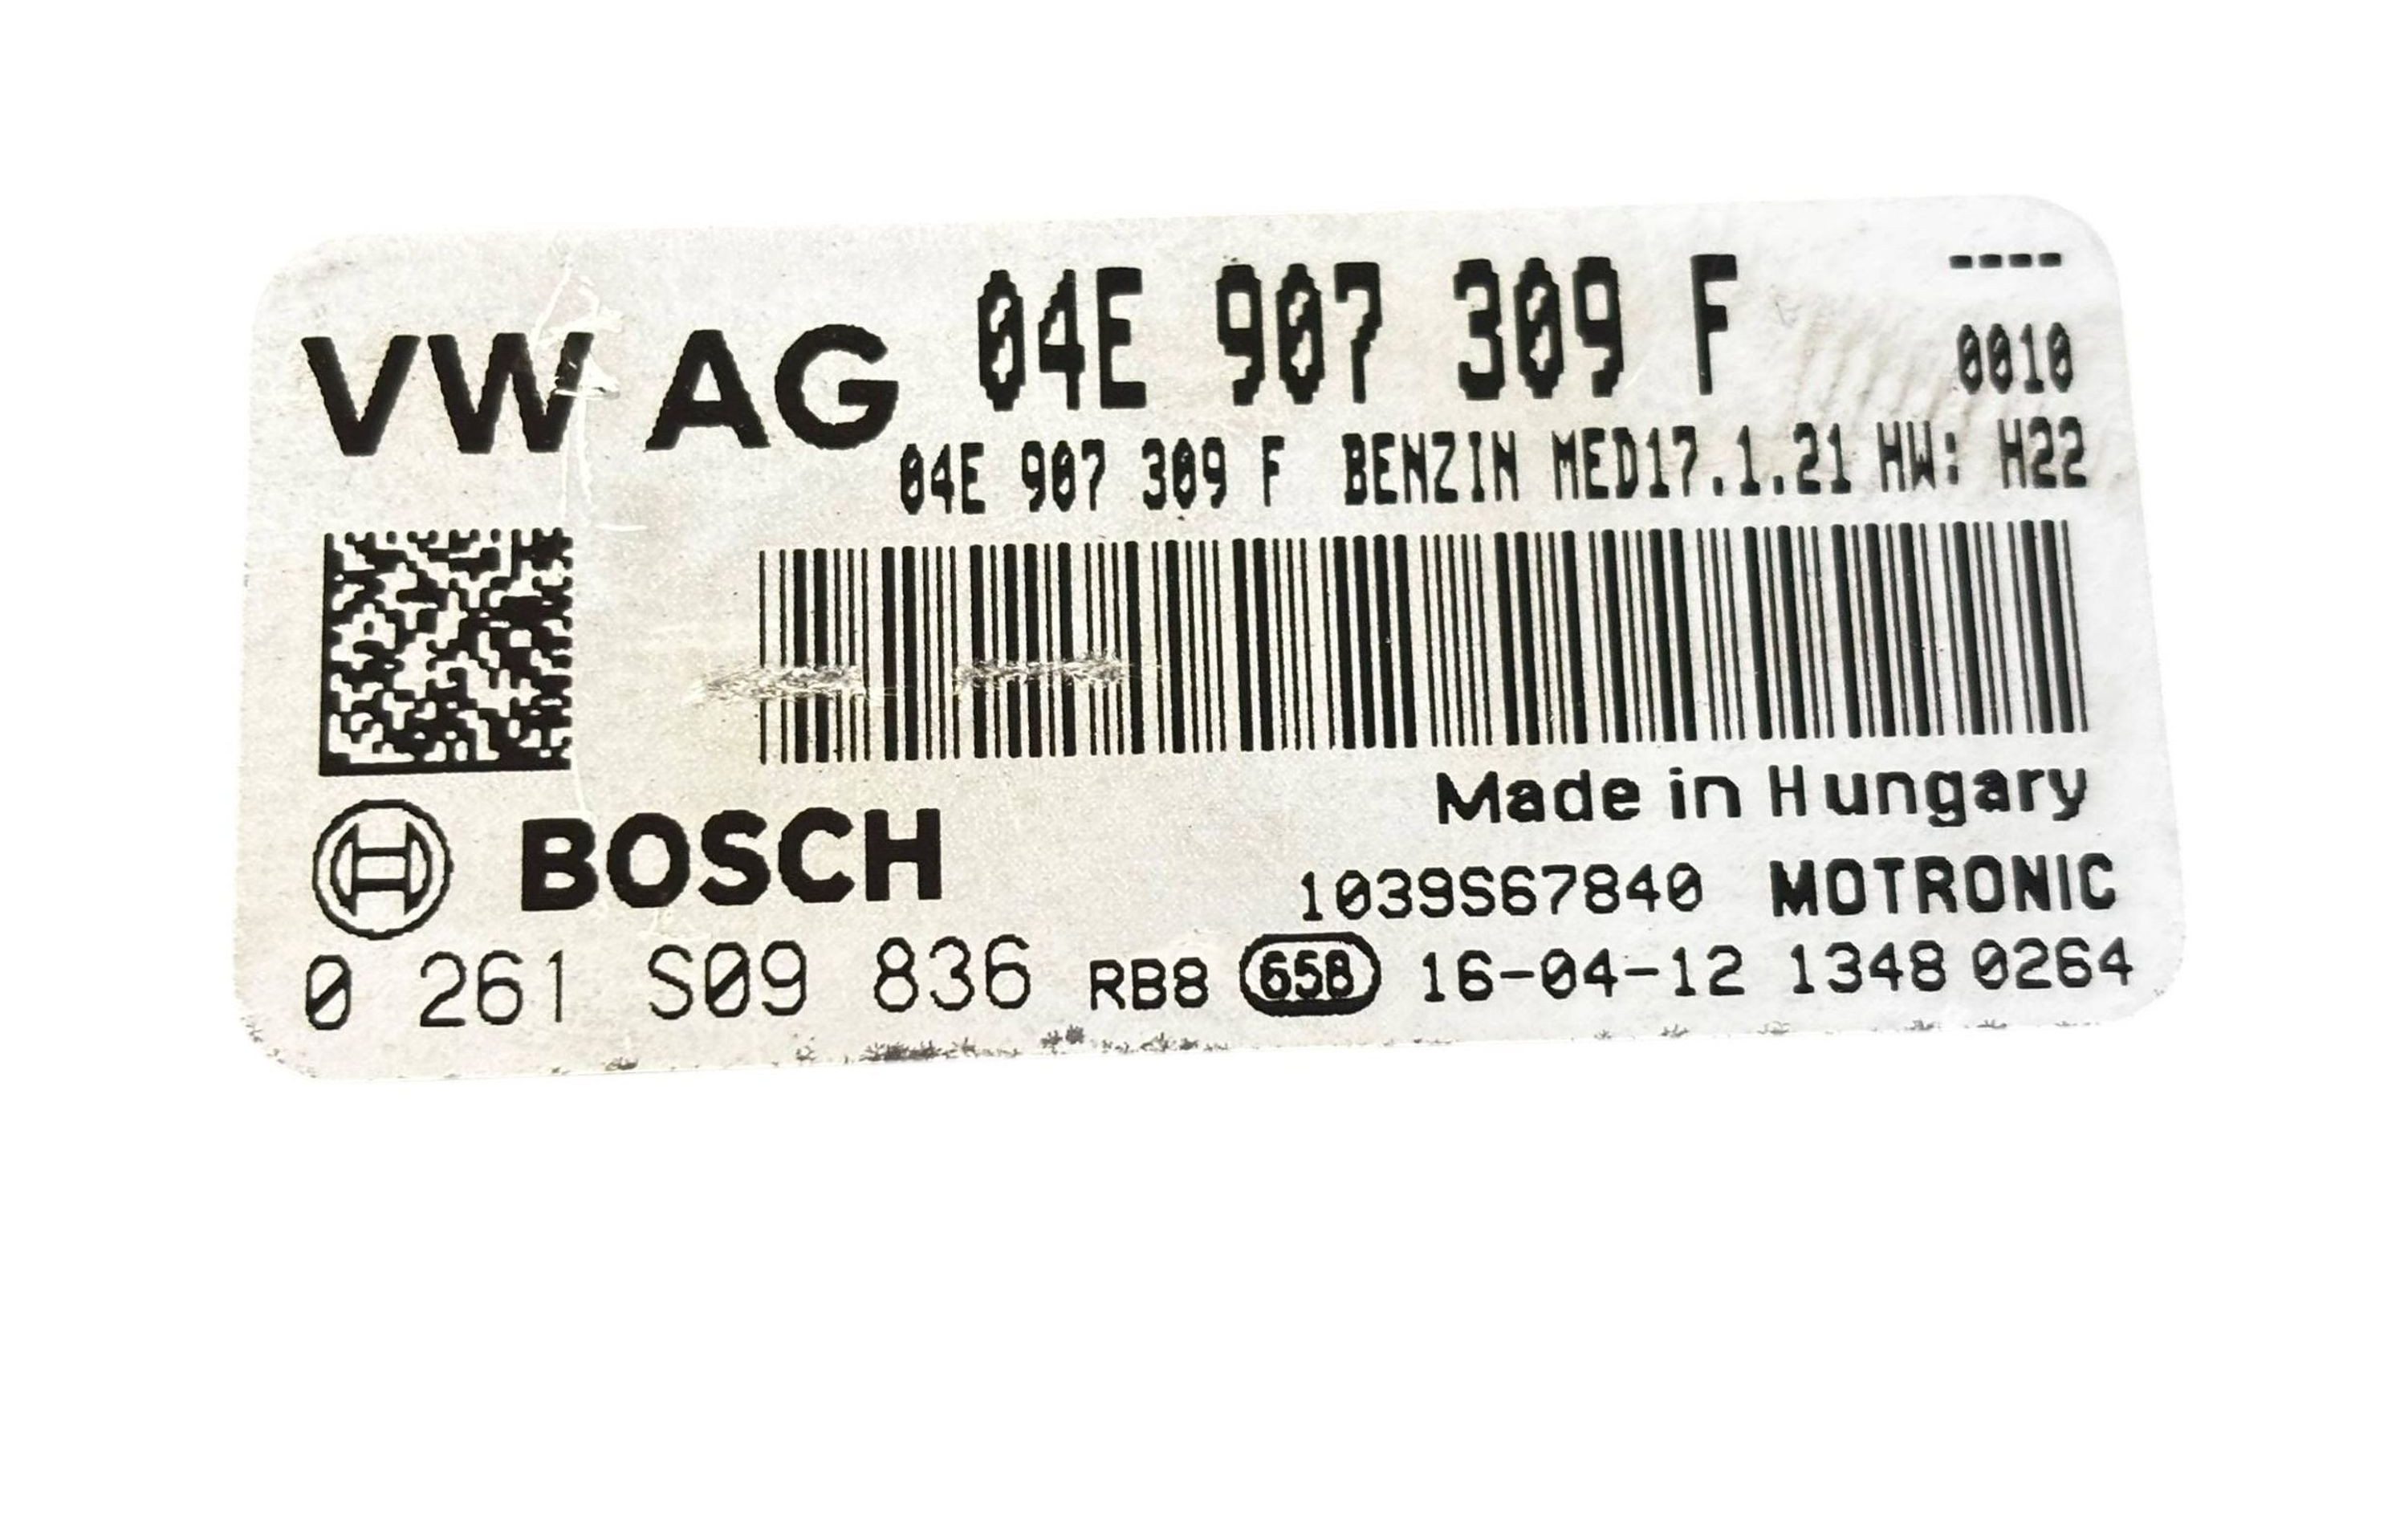 VW AG 04E 907 309 F ----
0010
04E 907 309 F BENZIN MED17.1.21 HW: H22
Made in Hungary
BOSCH
1039S67840 MOTRONIC
0 261 S09 836 RB8 658 16-04-12 1348 0264